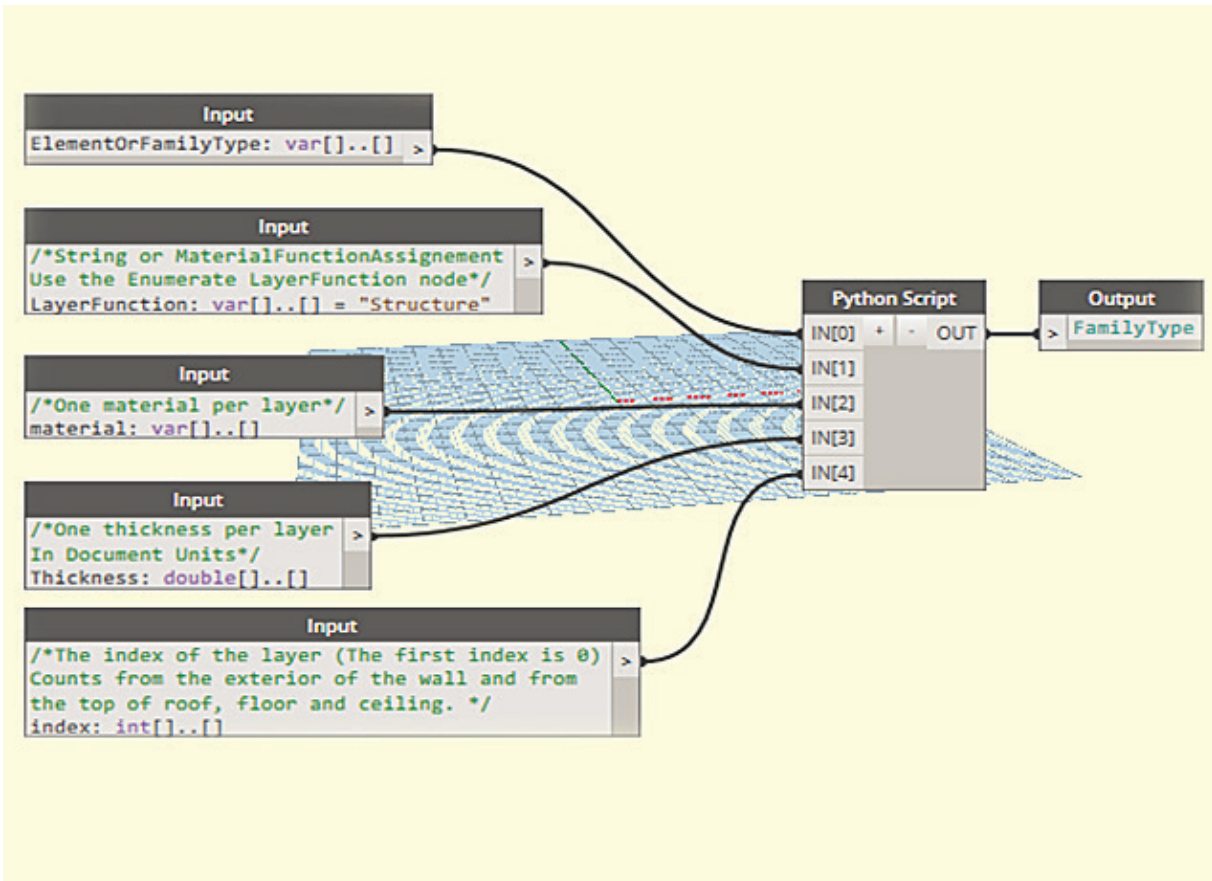 Input
ElementOrFamilyType: var[]..[] >
Input
/*String or MaterialFunctionAssignement >
Use the Enumerate LayerFunction node*/
LayerFunction: var[]..[] = "Structure"
Python Script
IN[0] + - OUT
IN[1]
IN[2]
IN[3]
IN[4]
Output
> FamilyType
Input
/*One material per layer*/ >
material: var[]..[]
Input
/*One thickness per layer >
In Document Units*/
Thickness: double[]..[]
Input
/*The index of the layer (The first index is 0) >
Counts from the exterior of the wall and from
the top of roof, floor and ceiling. */
index: int[]..[]